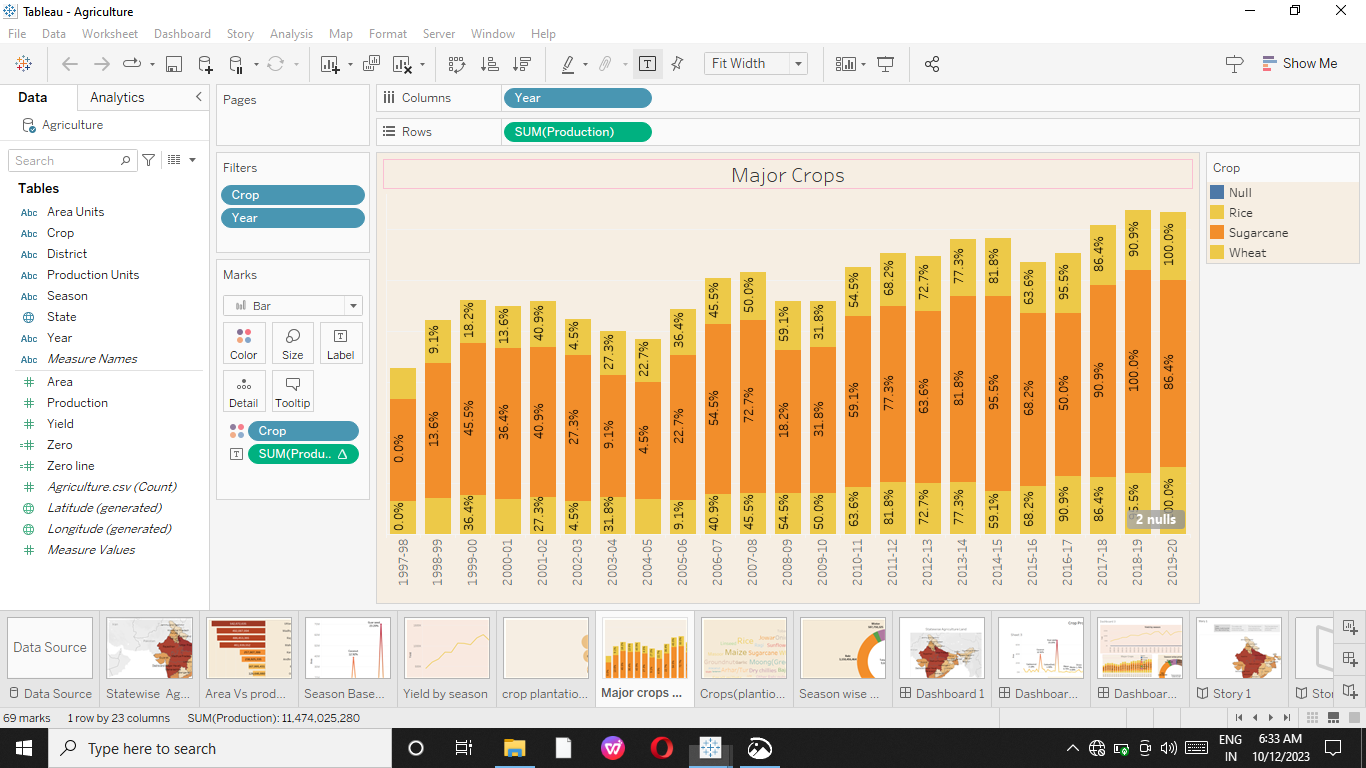 Tableau - Agriculture
File Data Worksheet Dashboard Story Analysis Map Format Server Window Help
Fit Width
Show Me
Data Analytics
Agriculture
Search
Tables
Abc Area Units
Abc Crop
Abc District
Abc Production Units
Abc Season
State
Abc Year
Abc Measure Names
Area
Production
Yield
Zero
Zero line
Agriculture.csv (Count)
Latitude (generated)
Longitude (generated)
Measure Values
Pages
Filters
Crop
Year
Marks
Bar
Color Size Label
Detail Tooltip
Crop
SUM(Produ..
Columns Year
Rows SUM(Production)
Major Crops
9.1% 18.2% 13.6% 40.9% 4.5% 27.3% 22.7% 36.4% 45.5% 50.0% 59.1% 31.8% 54.5% 68.2% 72.7% 77.3% 81.8% 63.6% 95.5% 86.4% 90.9% 100.0%
0.0% 13.6% 45.5% 36.4% 40.9% 27.3% 9.1% 4.5% 22.7% 54.5% 72.7% 18.2% 31.8% 59.1% 77.3% 63.6% 81.8% 95.5% 68.2% 50.0% 90.9% 100.0% 86.4%
0.0% 36.4% 27.3% 4.5% 31.8% 9.1% 40.9% 45.5% 54.5% 50.0% 63.6% 81.8% 72.7% 77.3% 59.1% 68.2% 90.9% 86.4%
2 nulls
1997-98 1998-99 1999-00 2000-01 2001-02 2002-03 2003-04 2004-05 2005-06 2006-07 2007-08 2008-09 2009-10 2010-11 2011-12 2012-13 2013-14 2014-15 2015-16 2016-17 2017-18 2018-19 2019-20
Crop
Null
Rice
Sugarcane
Wheat
Data Source
Data Source Statewise Ag... Area Vs prod... Season Base... Yield by season crop plantatio... Major crops ... Crops(plantio... Season wise ... Dashboard 1 Dashboar... Dashboar... Story 1 Stor
69 marks 1 row by 23 columns SUM(Production): 11,474,025,280
Type here to search
ENG
IN
6:33 AM
10/12/2023